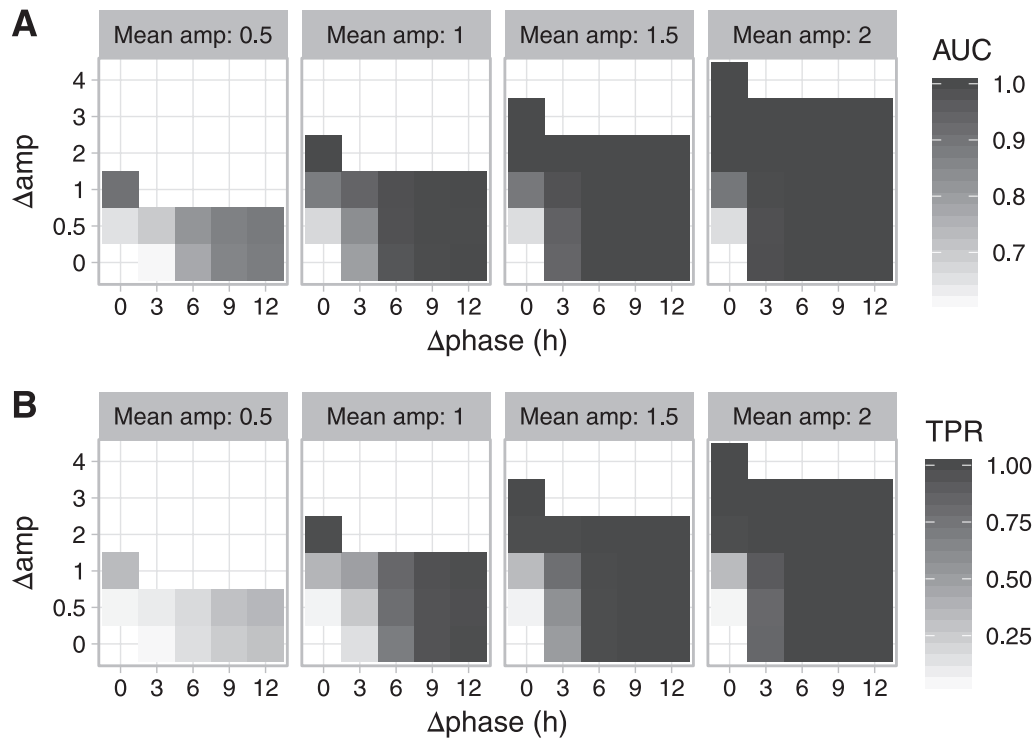 A
Mean amp: 0.5 Mean amp: 1 Mean amp: 1.5 Mean amp: 2
Δamp
4
3
2
1
0.5
0
0 3 6 9 12 0 3 6 9 12 0 3 6 9 12 0 3 6 9 12
Δphase (h)
AUC
1.0
0.9
0.8
0.7
B
Mean amp: 0.5 Mean amp: 1 Mean amp: 1.5 Mean amp: 2
Δamp
4
3
2
1
0.5
0
0 3 6 9 12 0 3 6 9 12 0 3 6 9 12 0 3 6 9 12
Δphase (h)
TPR
1.00
0.75
0.50
0.25